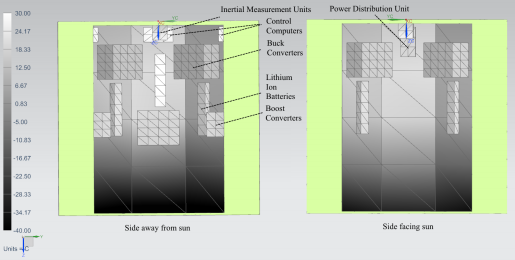 Inertial Measurement Units
Power Distribution Unit
Control
Computers
Buck
Converters
Lithium
Ion
Batteries
Boost
Converters
30.00
24.17
18.33
12.50
6.67
0.83
-5.00
-10.83
-16.67
-22.50
-28.33
-34.17
-40.00
Units = C
Side away from sun
Side facing sun